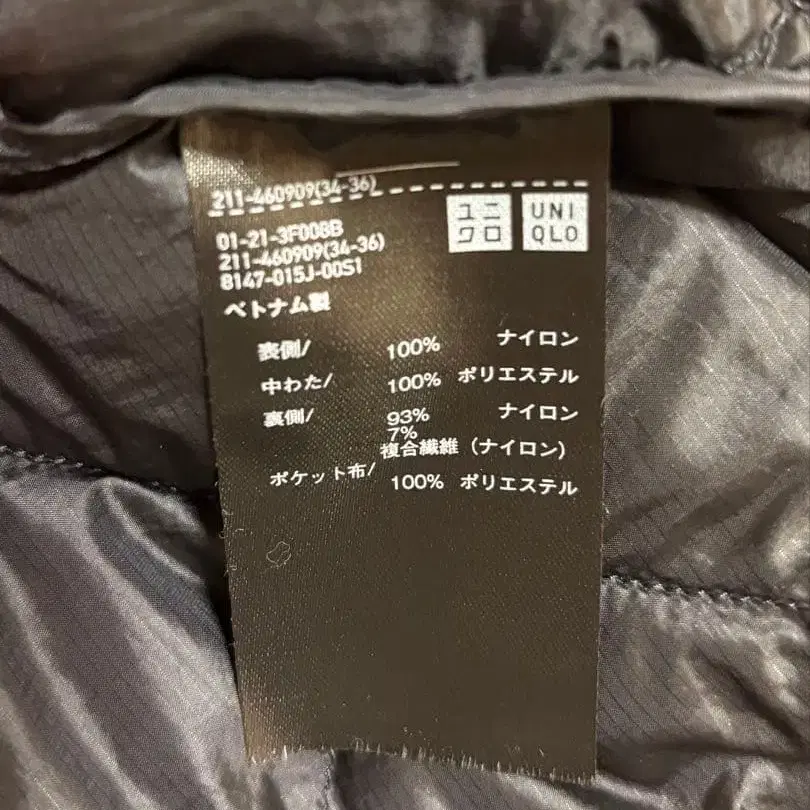 211-460909(34-36)
ユニクロ
UNIQLO
01-21-3F008B
211-460909(34-36)
8147-015J-00S1
ベトナム製
表側/ 100% ナイロン
中わた/ 100% ポリエステル
裏側/ 93% ナイロン
7%
複合繊維 (ナイロン)
ポケット布/ 100% ポリエステル